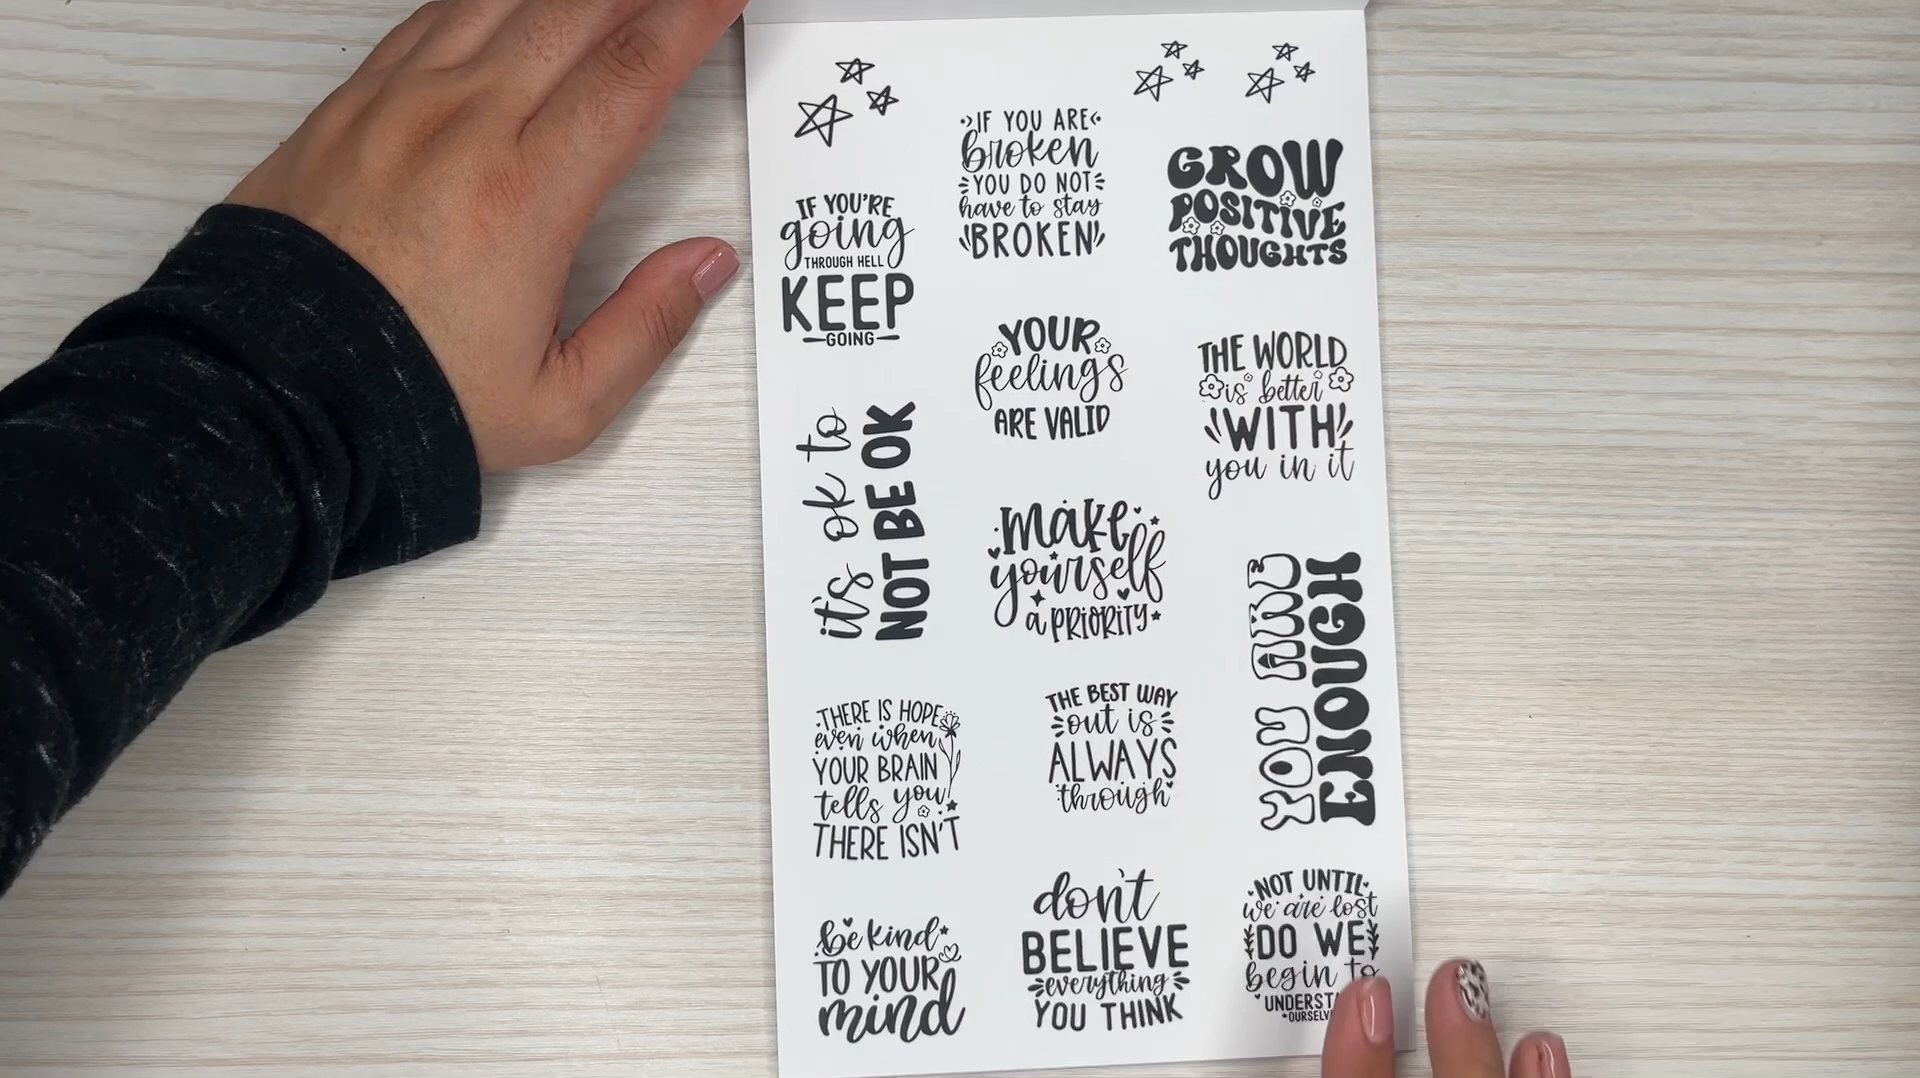 IF YOU'RE
going
THROUGH HELL
KEEP
GOING
it's ok to
NOT BE OK
THERE IS HOPE
even when
YOUR BRAIN
tells you
THERE ISN'T
be kind
TO YOUR
mind
IF YOU ARE
broken
YOU DO NOT
have to stay
BROKEN
YOUR
feelings
ARE VALID
make
yourself
a PRIORITY
THE BEST WAY
out is
ALWAYS
through
don't
BELIEVE
everything
YOU THINK
GROW
POSITIVE
THOUGHTS
THE WORLD
is better
WITH
you in it
YOU ARE
ENOUGH
NOT UNTIL
we are lost
DO WE
begin to